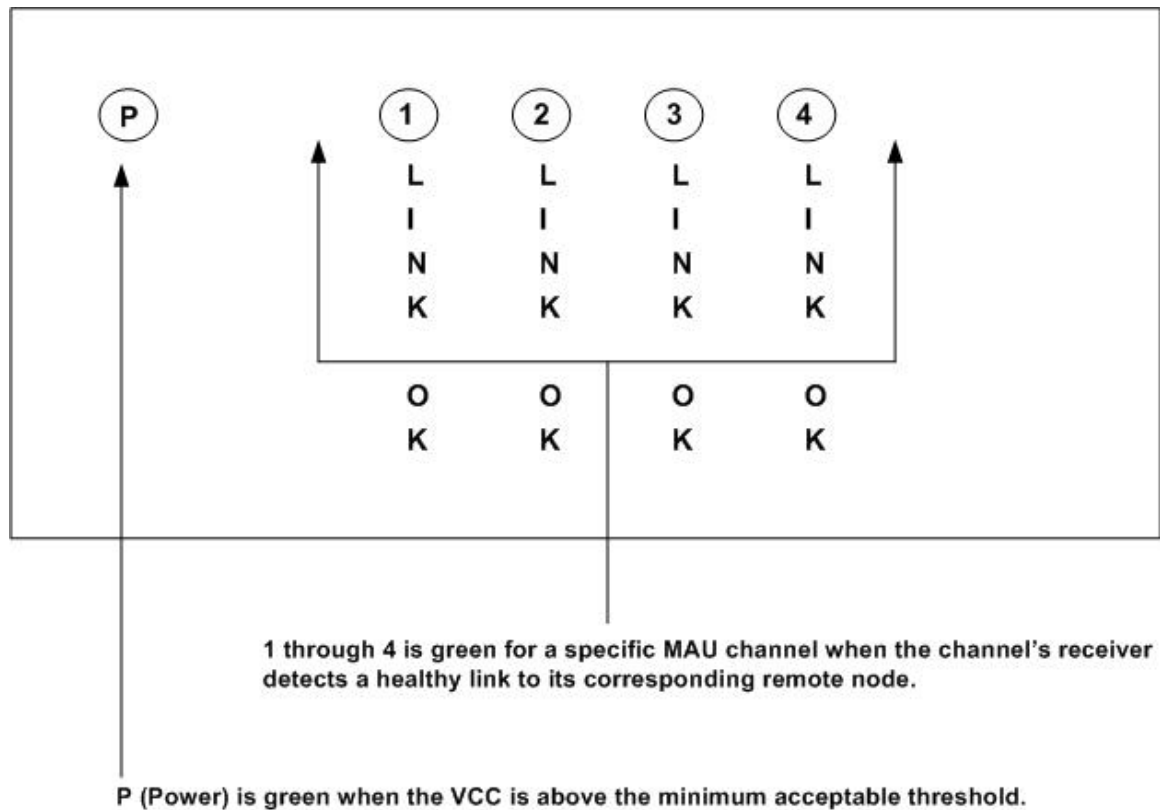 P 1 2 3 4
L L L L
I I I I
N N N N
K K K K
O O O O
K K K K
1 through 4 is green for a specific MAU channel when the channel's receiver
detects a healthy link to its corresponding remote node.
P (Power) is green when the VCC is above the minimum acceptable threshold.